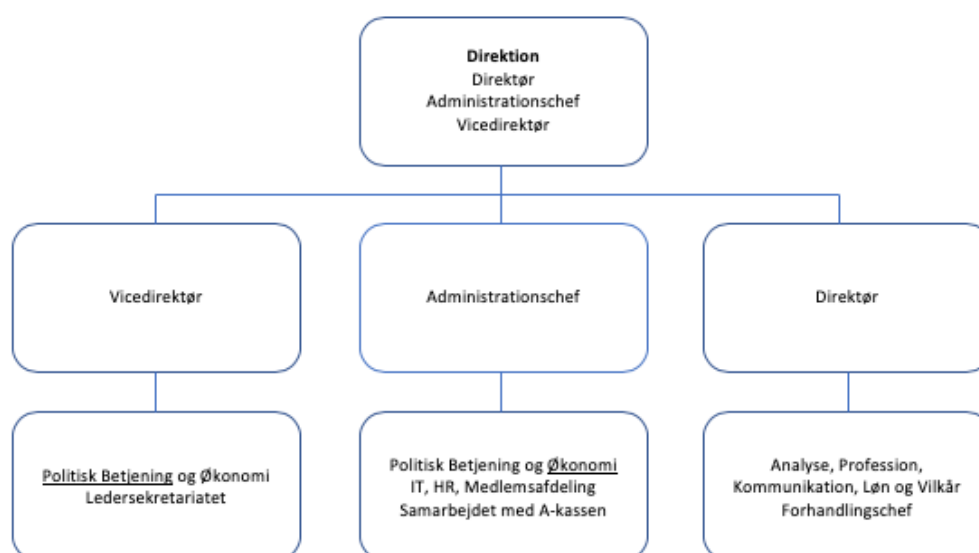 Direktion
Direktør
Administrationschef
Vicedirektør
Vicedirektør
Administrationschef
Direktør
Politisk Betjening og Økonomi
Ledersekretariatet
Politisk Betjening og Økonomi
IT, HR, Medlemsafdeling
Samarbejdet med A-kassen
Analyse, Profession,
Kommunikation, Løn og Vilkår
Forhandlingschef